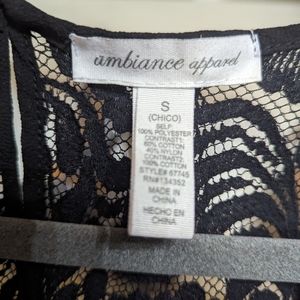 ambiance apparel
S
(CHICO)
SELF:
100% POLYESTER
CONTRAST1:
60% COTTON
40% NYLON
CONTRAST2:
100% COTTON
STYLE# 67745
RN#134352
MADE IN
CHINA
HECHO EN
CHINA